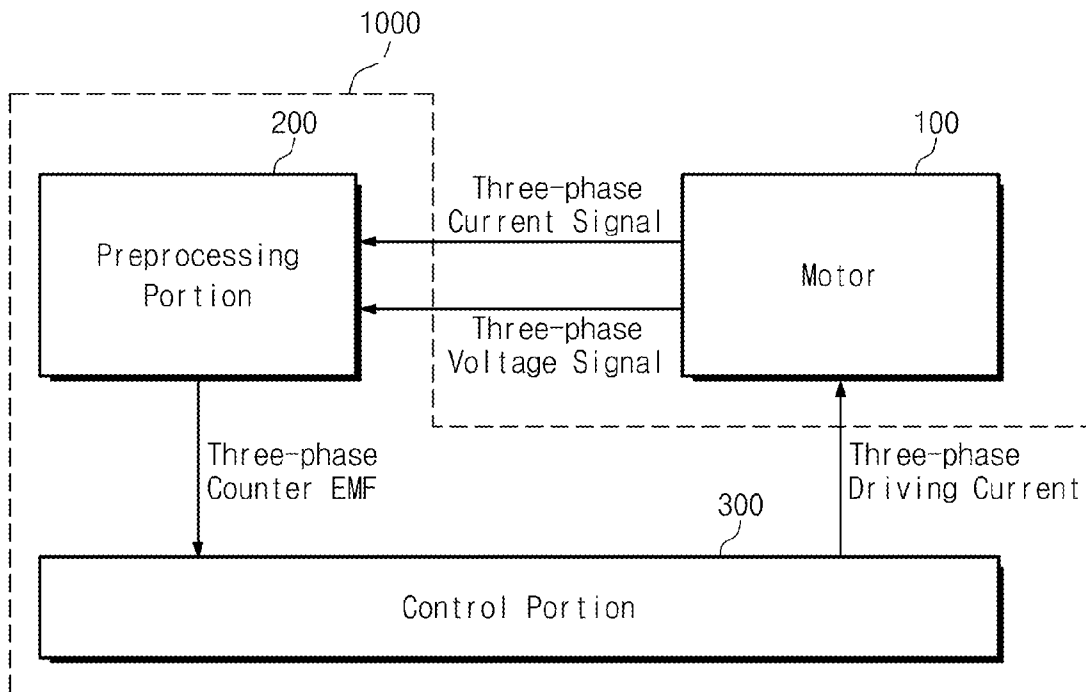 1000
200
100
Three-phase
Current Signal
Preprocessing
Portion
Motor
Three-phase
Voltage Signal
Three-phase
Counter EMF
Three-phase
Driving Current
300
Control Portion